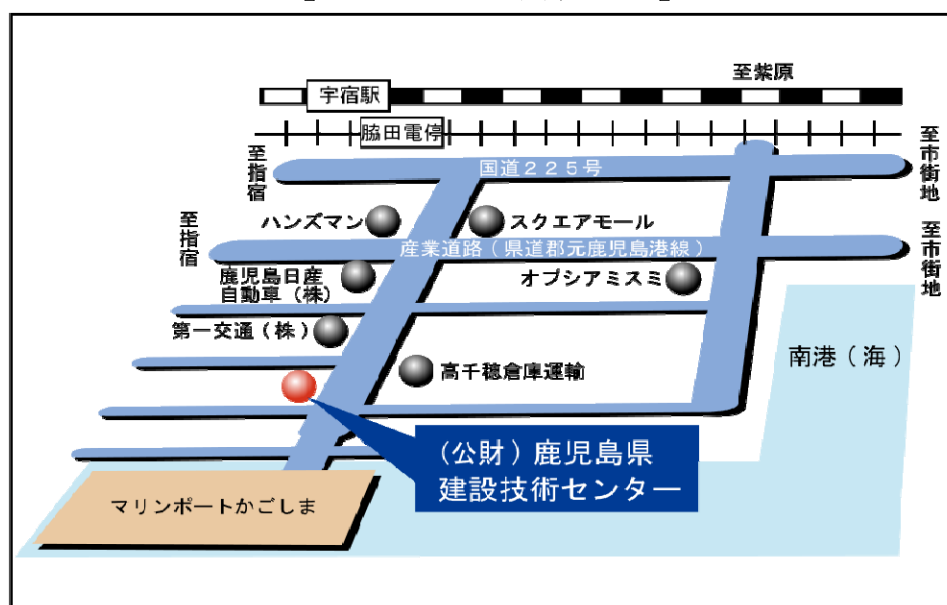 至紫原
宇宿駅
脇田電停
至指宿
国道225号
至市街地
ハンズマン
スクエアモール
至指宿
産業道路(県道郡元鹿児島港線)
至市街地
鹿児島日産
自動車(株)
オプシアミスミ
第一交通(株)
南港(海)
高千穂倉庫運輸
(公財)鹿児島県
建設技術センター
マリンポートかごしま